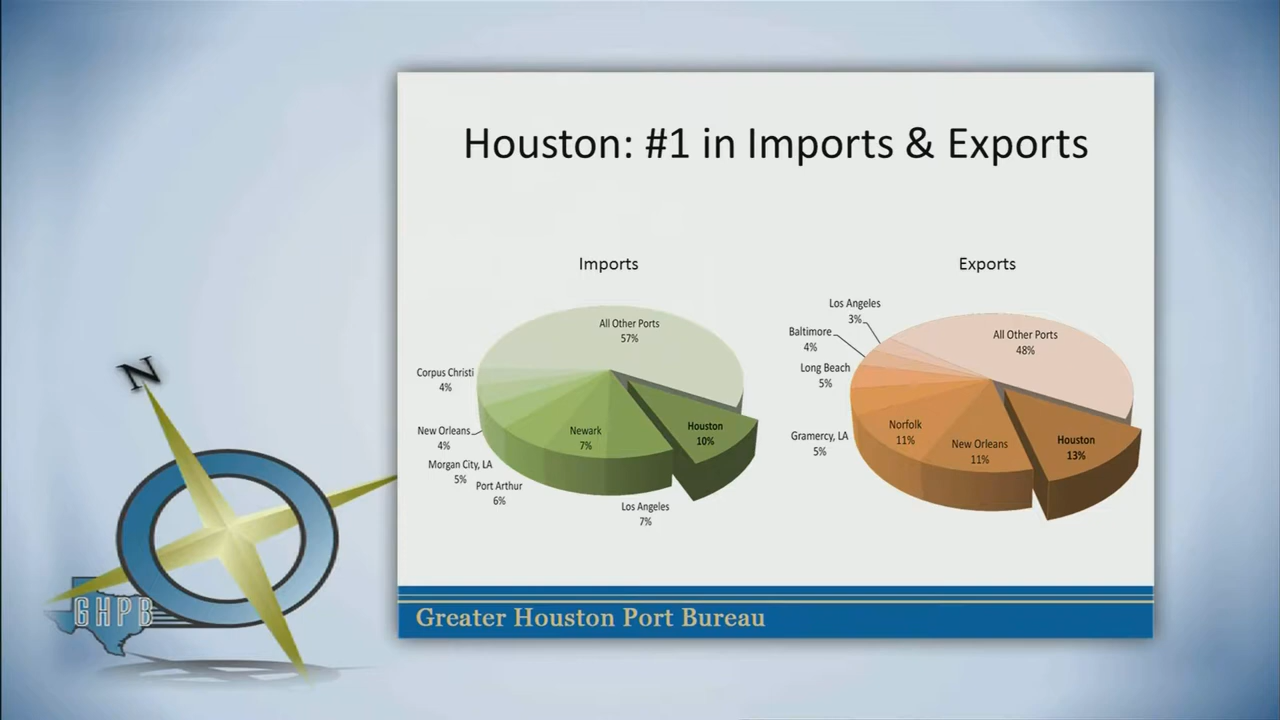 Houston: #1 in Imports & Exports
Imports
All Other Ports
57%
Houston
10%
Los Angeles
7%
Newark
7%
Port Arthur
6%
Morgan City, LA
5%
New Orleans
4%
Corpus Christi
4%
Exports
All Other Ports
48%
Houston
13%
New Orleans
11%
Norfolk
11%
Gramercy, LA
5%
Long Beach
5%
Baltimore
4%
Los Angeles
3%
Greater Houston Port Bureau
N
GHPB